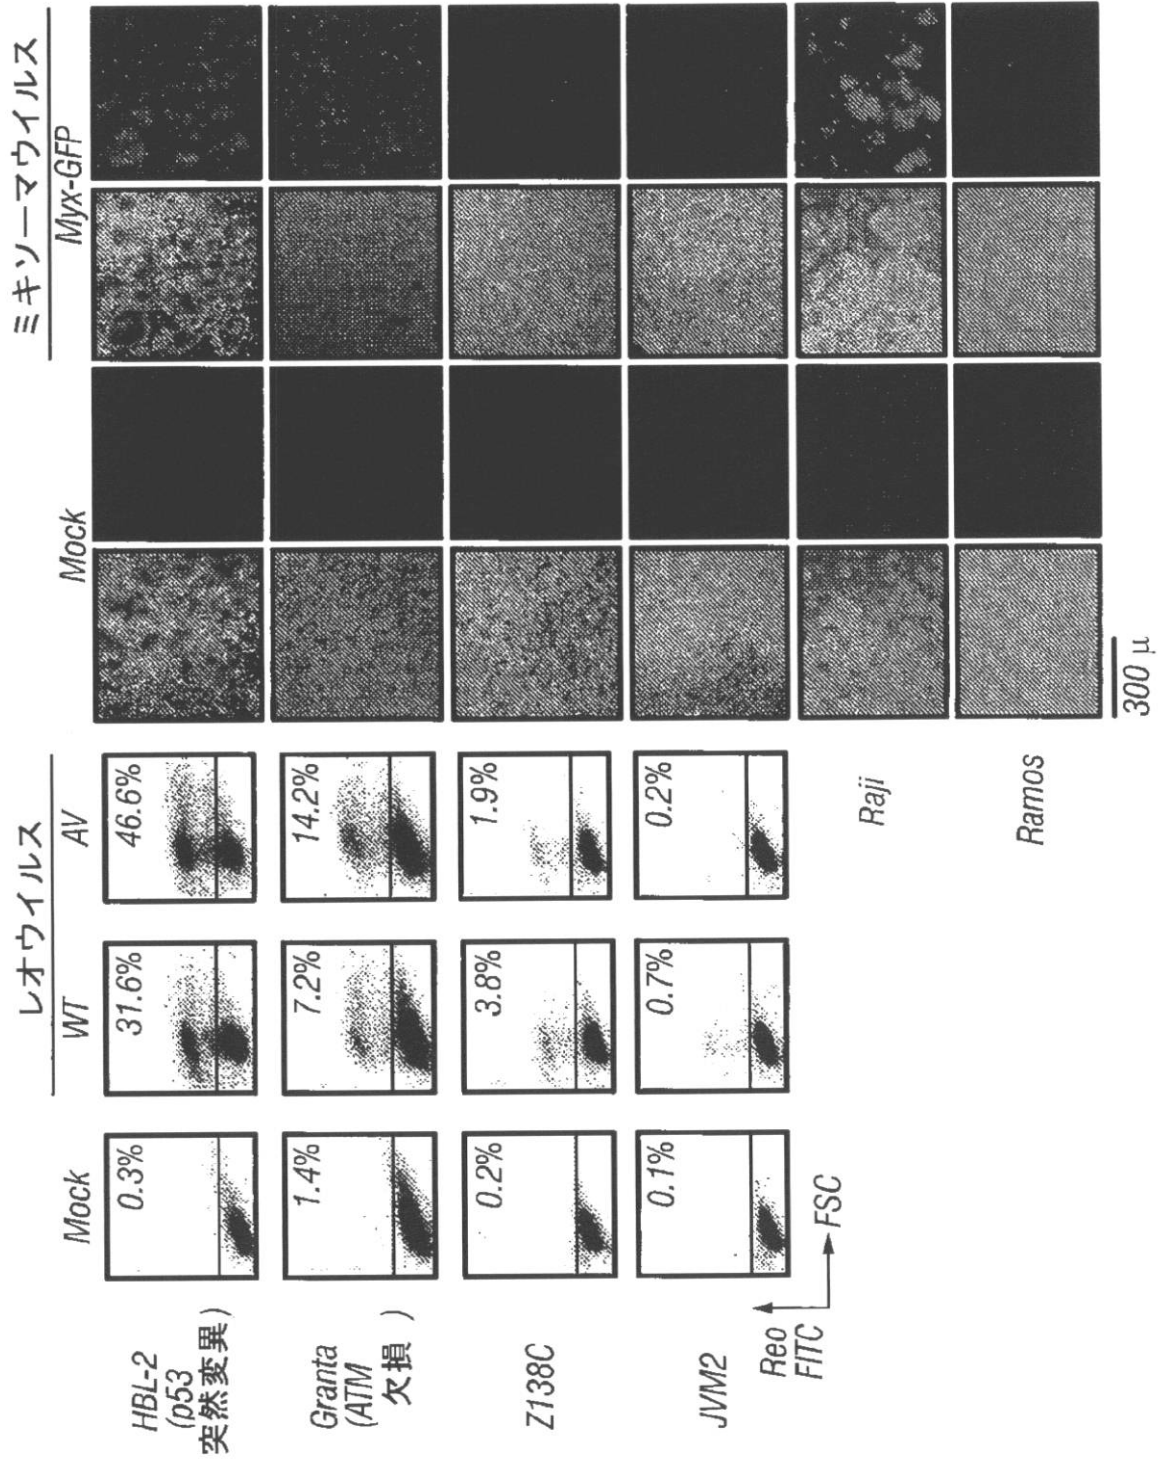 レオウイルス
ミキソーマウイルス
Mock
WT
AV
Mock
Myx-GFP
HBL-2
(p53
突然変異)
0.3%
31.6%
46.6%
Granta
(ATM
欠損 )
1.4%
7.2%
14.2%
Z138C
0.2%
3.8%
1.9%
JVM2
0.1%
0.7%
0.2%
Reo
FITC
FSC
Raji
Ramos
300 μ